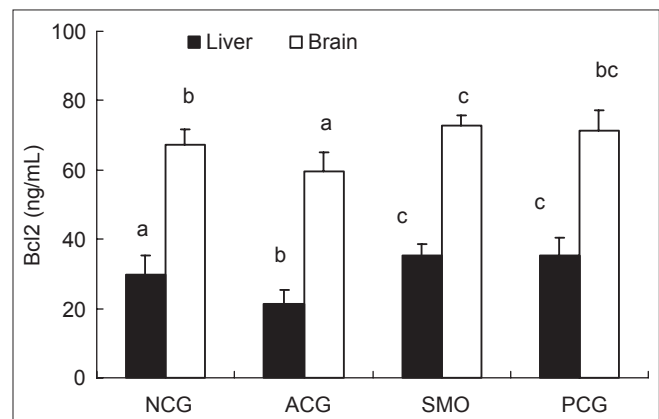 100
80
60
40
20
0
Bcl2 (ng/mL)
Liver Brain
a
b
b
a
c
c
c
bc
NCG ACG SMO PCG